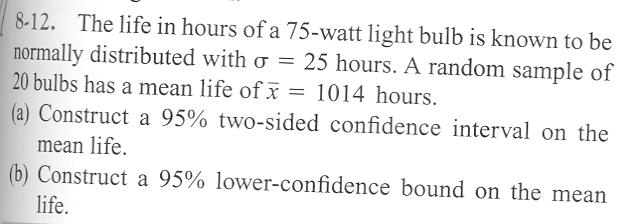 8-12. The life in hours of a 75-watt light bulb is known to be
normally distributed with σ = 25 hours. A random sample of
20 bulbs has a mean life of x̄ = 1014 hours.
(a) Construct a 95% two-sided confidence interval on the
mean life.
(b) Construct a 95% lower-confidence bound on the mean
life.